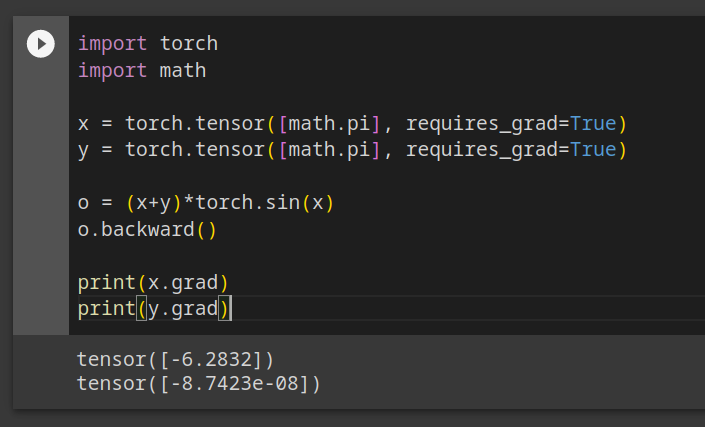 import torch
import math
x = torch.tensor([math.pi], requires_grad=True)
y = torch.tensor([math.pi], requires_grad=True)
o = (x+y)*torch.sin(x)
o.backward()
print(x.grad)
print(y.grad)
tensor([-6.2832])
tensor([-8.7423e-08])